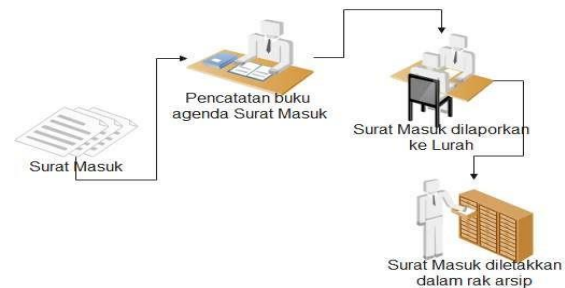 Pencatatan buku
agenda Surat Masuk
Surat Masuk dilaporkan
ke Lurah
Surat Masuk
Surat Masuk diletakkan
dalam rak arsip